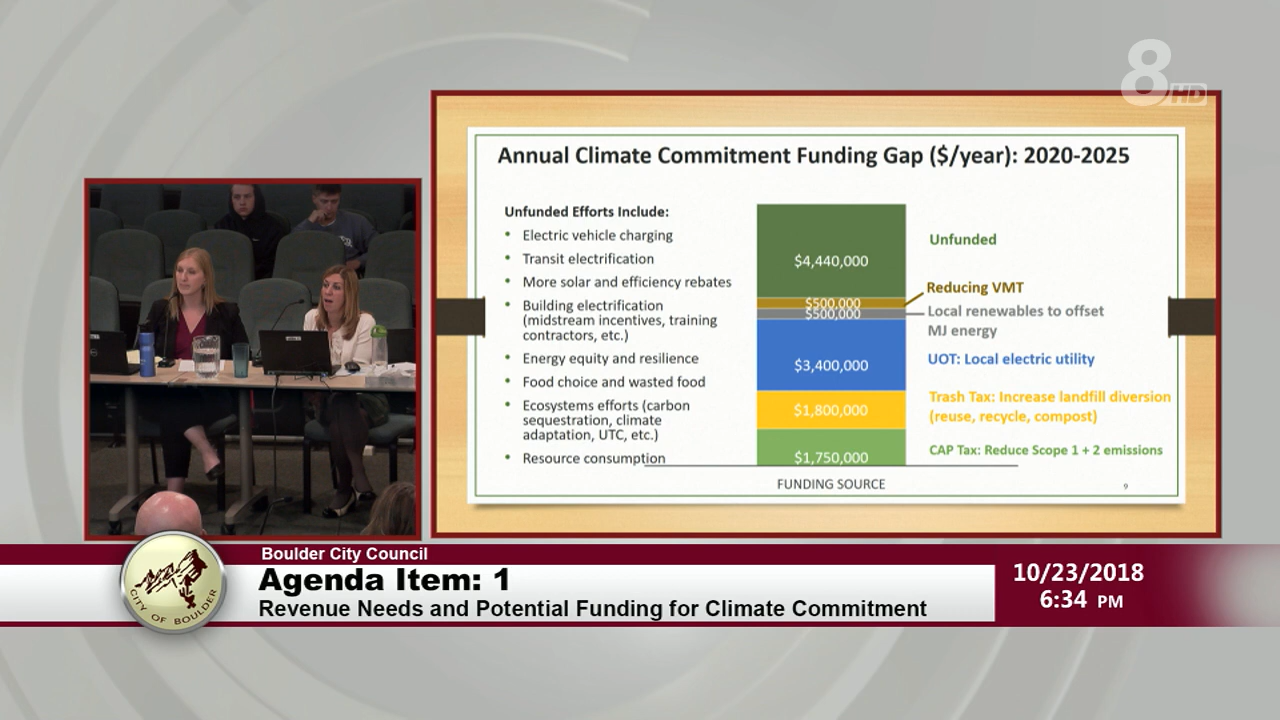 8
HD
Annual Climate Commitment Funding Gap ($/year): 2020-2025
Unfunded Efforts Include:
• Electric vehicle charging
• Transit electrification
• More solar and efficiency rebates
• Building electrification
(midstream incentives, training
contractors, etc.)
• Energy equity and resilience
• Food choice and wasted food
• Ecosystems efforts (carbon
sequestration, climate
adaptation, UTC, etc.)
• Resource consumption
$4,440,000
$500,000
$500,000
$3,400,000
$1,800,000
$1,750,000
Unfunded
Reducing VMT
Local renewables to offset
MJ energy
UOT: Local electric utility
Trash Tax: Increase landfill diversion
(reuse, recycle, compost)
CAP Tax: Reduce Scope 1 + 2 emissions
FUNDING SOURCE
9
CITY OF BOULDER
Boulder City Council
Agenda Item: 1
Revenue Needs and Potential Funding for Climate Commitment
10/23/2018
6:34 PM